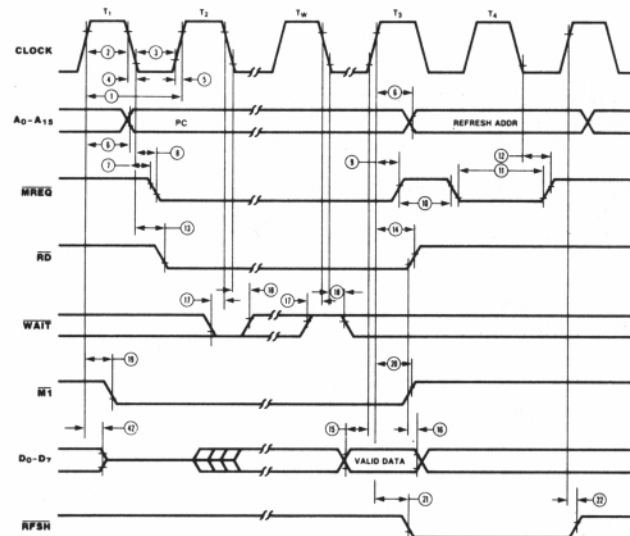 T1 T2 TW T3 T4
CLOCK
2 3
4 5
1 6
A0-A15 PC REFRESH ADDR
6 8 9 12
7 11
MREQ
10
13 14
RD
17 18 17 18
WAIT
19 20
M1
42 15 16
D0-D7 VALID DATA
21 22
RFSH